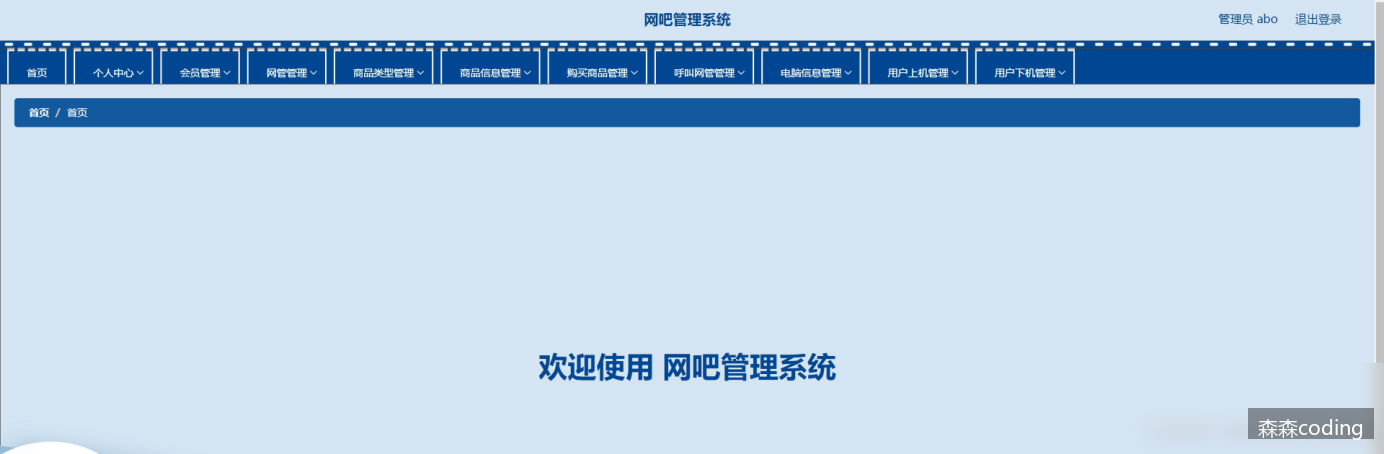 网吧管理系统
管理员 abo 退出登录
首页 个人中心 会员管理 网管管理 商品类型管理 商品信息管理 购买商品管理 呼叫网管管理 电脑信息管理 用户上机管理 用户下机管理
首页 / 首页
欢迎使用 网吧管理系统
森森coding